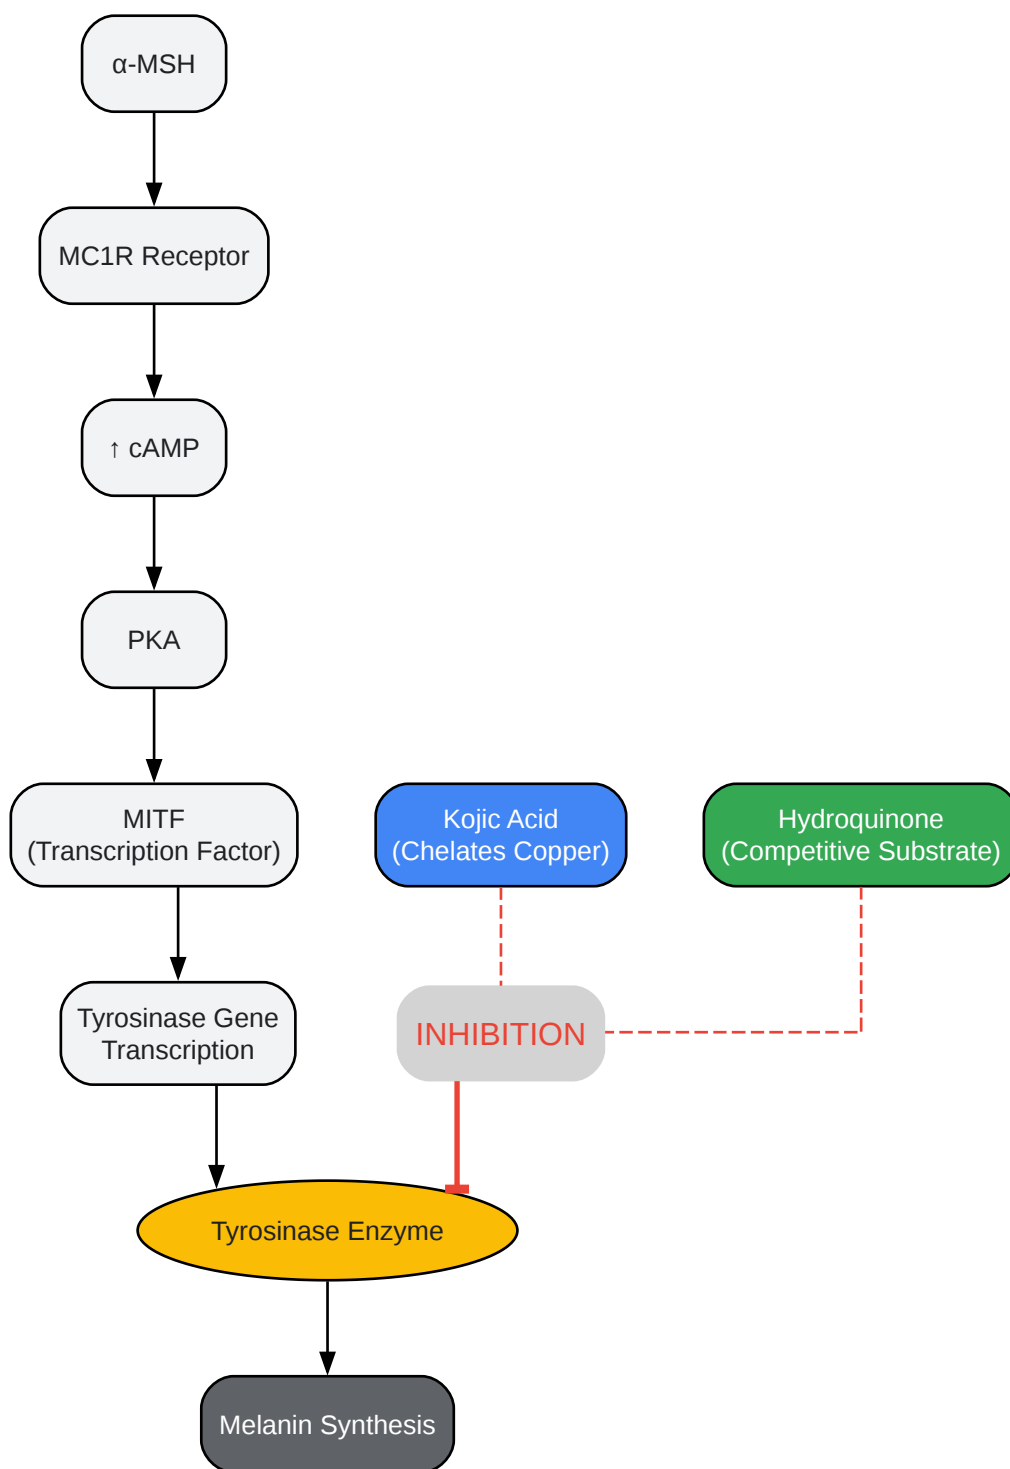 α-MSH
MC1R Receptor
↑ cAMP
PKA
MITF
(Transcription Factor)
Kojic Acid
(Chelates Copper)
Hydroquinone
(Competitive Substrate)
Tyrosinase Gene
Transcription
INHIBITION
Tyrosinase Enzyme
Melanin Synthesis